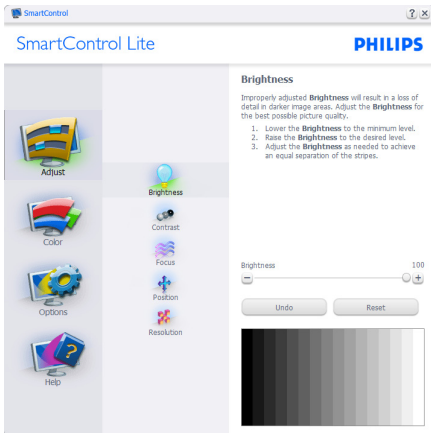 SmartControl
? ×
SmartControl Lite
PHILIPS
Adjust
Color
Options
Help
Brightness
Contrast
Focus
Position
Resolution
Brightness
Improperly adjusted Brightness will result in a loss of
detail in darker image areas. Adjust the Brightness for
the best possible picture quality.
1. Lower the Brightness to the minimum level.
2. Raise the Brightness to the desired level.
3. Adjust the Brightness as needed to achieve
an equal separation of the stripes.
Brightness 100
Undo Reset